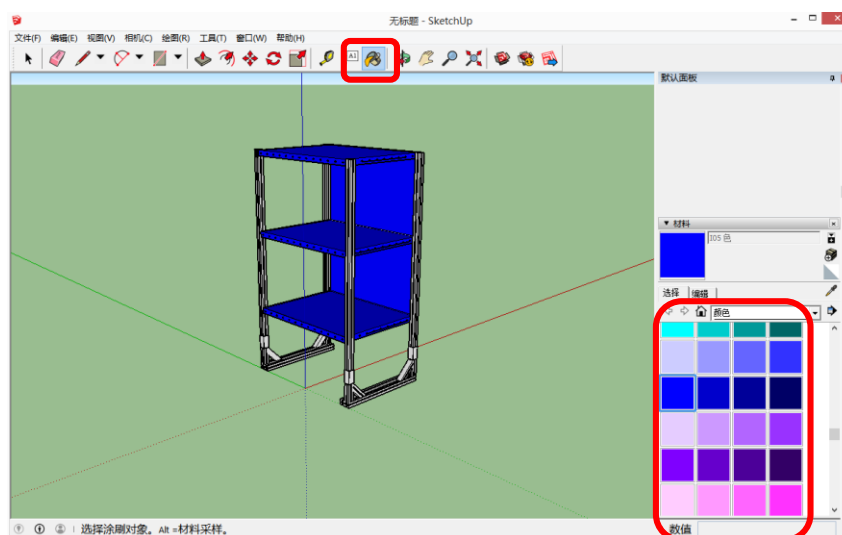 无标题 - SketchUp
文件(F) 编辑(E) 视图(V) 相机(C) 绘图(R) 工具(T) 窗口(W) 帮助(H)
A1
默认面板
材料
I05 色
选择 编辑
颜色
选择涂刷对象。Alt =材料采样。
数值